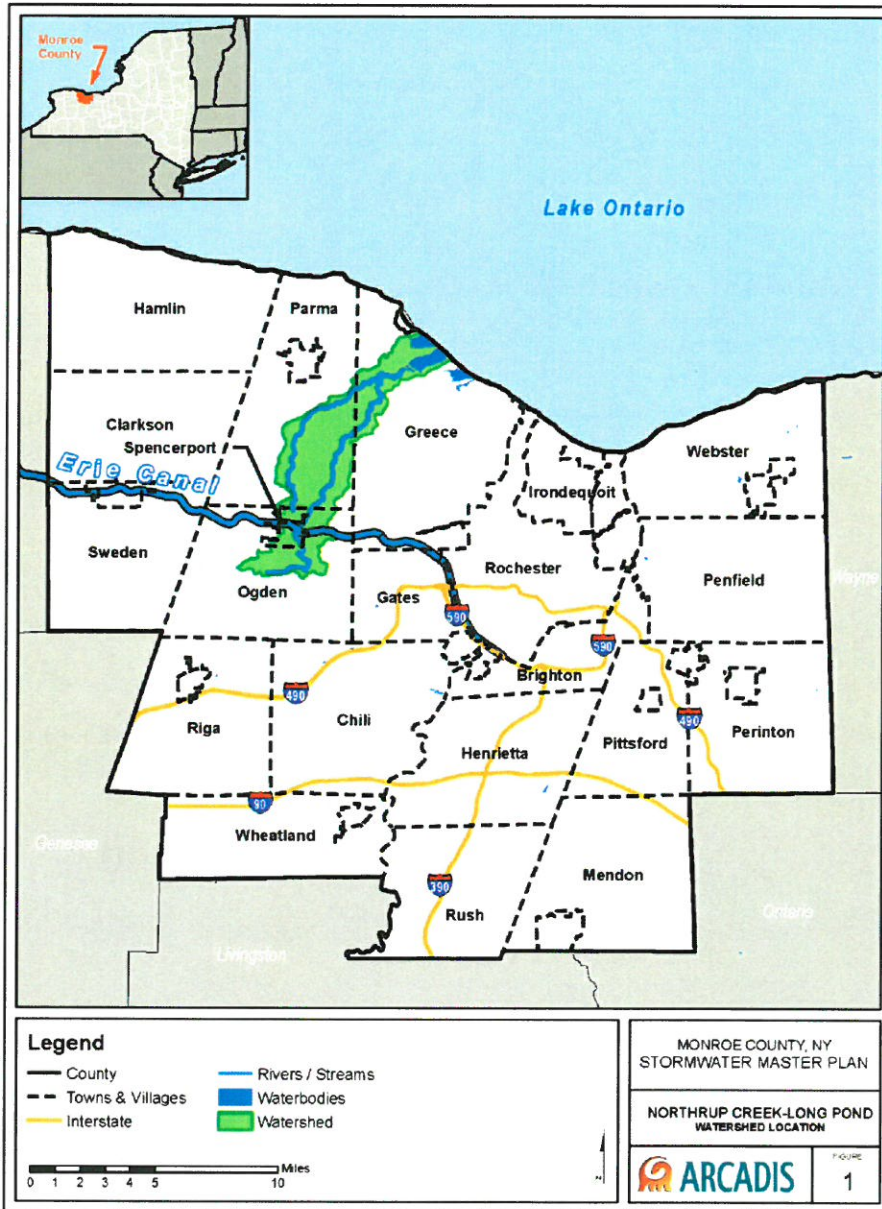 Monroe
County
Lake Ontario
Hamlin
Parma
Clarkson
Spencerport
Greece
Webster
Erie Canal
Irondequoit
Sweden
Rochester
Penfield
Wayne
Ogden
Gates
590
590
Brighton
490
Riga
Chili
Henrietta
Pittsford
490
Perinton
90
Wheatland
Genesee
390
Rush
Mendon
Ontario
Livingston
Legend
County
Towns & Villages
Interstate
Rivers / Streams
Waterbodies
Watershed
Miles
0 1 2 3 4 5 10
N
MONROE COUNTY, NY
STORMWATER MASTER PLAN
NORTHRUP CREEK-LONG POND
WATERSHED LOCATION
ARCADIS
FIGURE
1